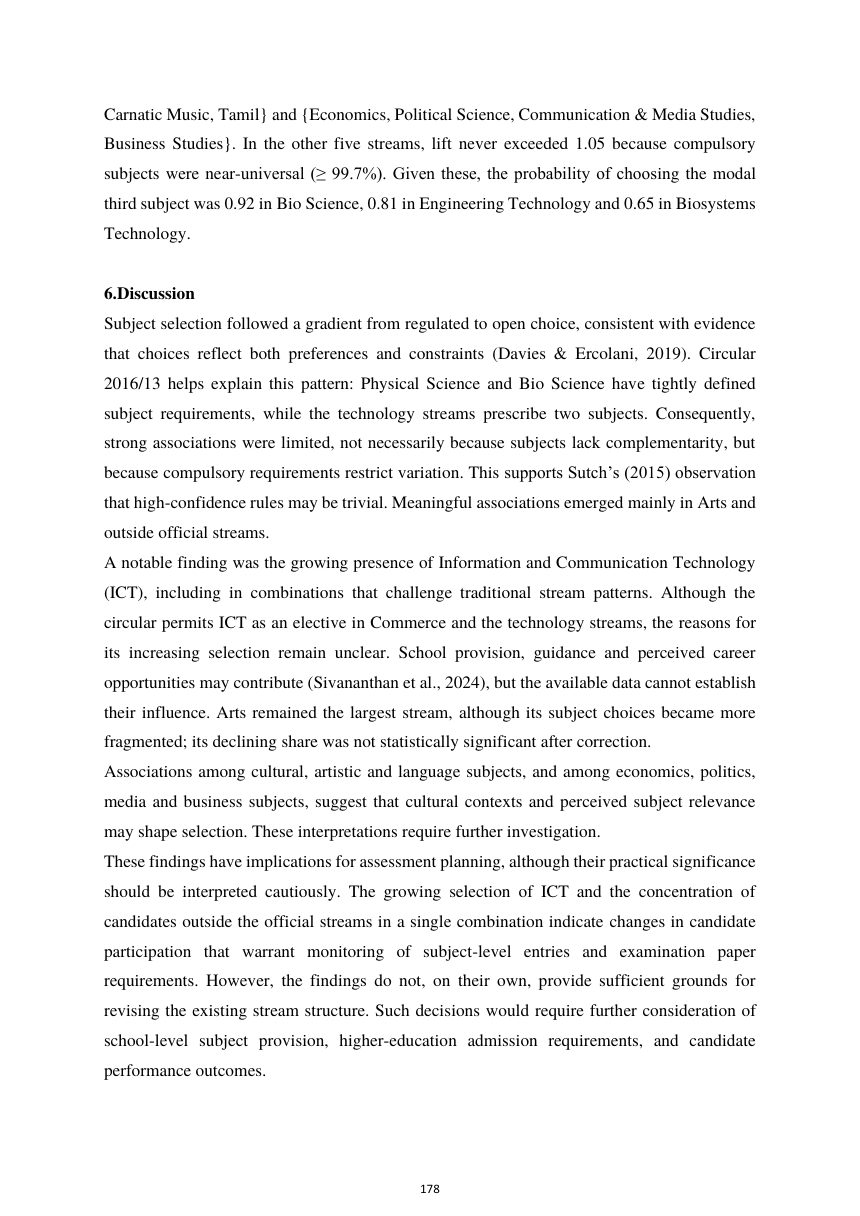 Carnatic Music, Tamil} and {Economics, Political Science, Communication & Media Studies,
Business Studies}. In the other five streams, lift never exceeded 1.05 because compulsory
subjects were near-universal (≥ 99.7%). Given these, the probability of choosing the modal
third subject was 0.92 in Bio Science, 0.81 in Engineering Technology and 0.65 in Biosystems
Technology.
6.Discussion
Subject selection followed a gradient from regulated to open choice, consistent with evidence
that choices reflect both preferences and constraints (Davies & Ercolani, 2019). Circular
2016/13 helps explain this pattern: Physical Science and Bio Science have tightly defined
subject requirements, while the technology streams prescribe two subjects. Consequently,
strong associations were limited, not necessarily because subjects lack complementarity, but
because compulsory requirements restrict variation. This supports Sutch’s (2015) observation
that high-confidence rules may be trivial. Meaningful associations emerged mainly in Arts and
outside official streams.
A notable finding was the growing presence of Information and Communication Technology
(ICT), including in combinations that challenge traditional stream patterns. Although the
circular permits ICT as an elective in Commerce and the technology streams, the reasons for
its increasing selection remain unclear. School provision, guidance and perceived career
opportunities may contribute (Sivananthan et al., 2024), but the available data cannot establish
their influence. Arts remained the largest stream, although its subject choices became more
fragmented; its declining share was not statistically significant after correction.
Associations among cultural, artistic and language subjects, and among economics, politics,
media and business subjects, suggest that cultural contexts and perceived subject relevance
may shape selection. These interpretations require further investigation.
These findings have implications for assessment planning, although their practical significance
should be interpreted cautiously. The growing selection of ICT and the concentration of
candidates outside the official streams in a single combination indicate changes in candidate
participation that warrant monitoring of subject-level entries and examination paper
requirements. However, the findings do not, on their own, provide sufficient grounds for
revising the existing stream structure. Such decisions would require further consideration of
school-level subject provision, higher-education admission requirements, and candidate
performance outcomes.
178